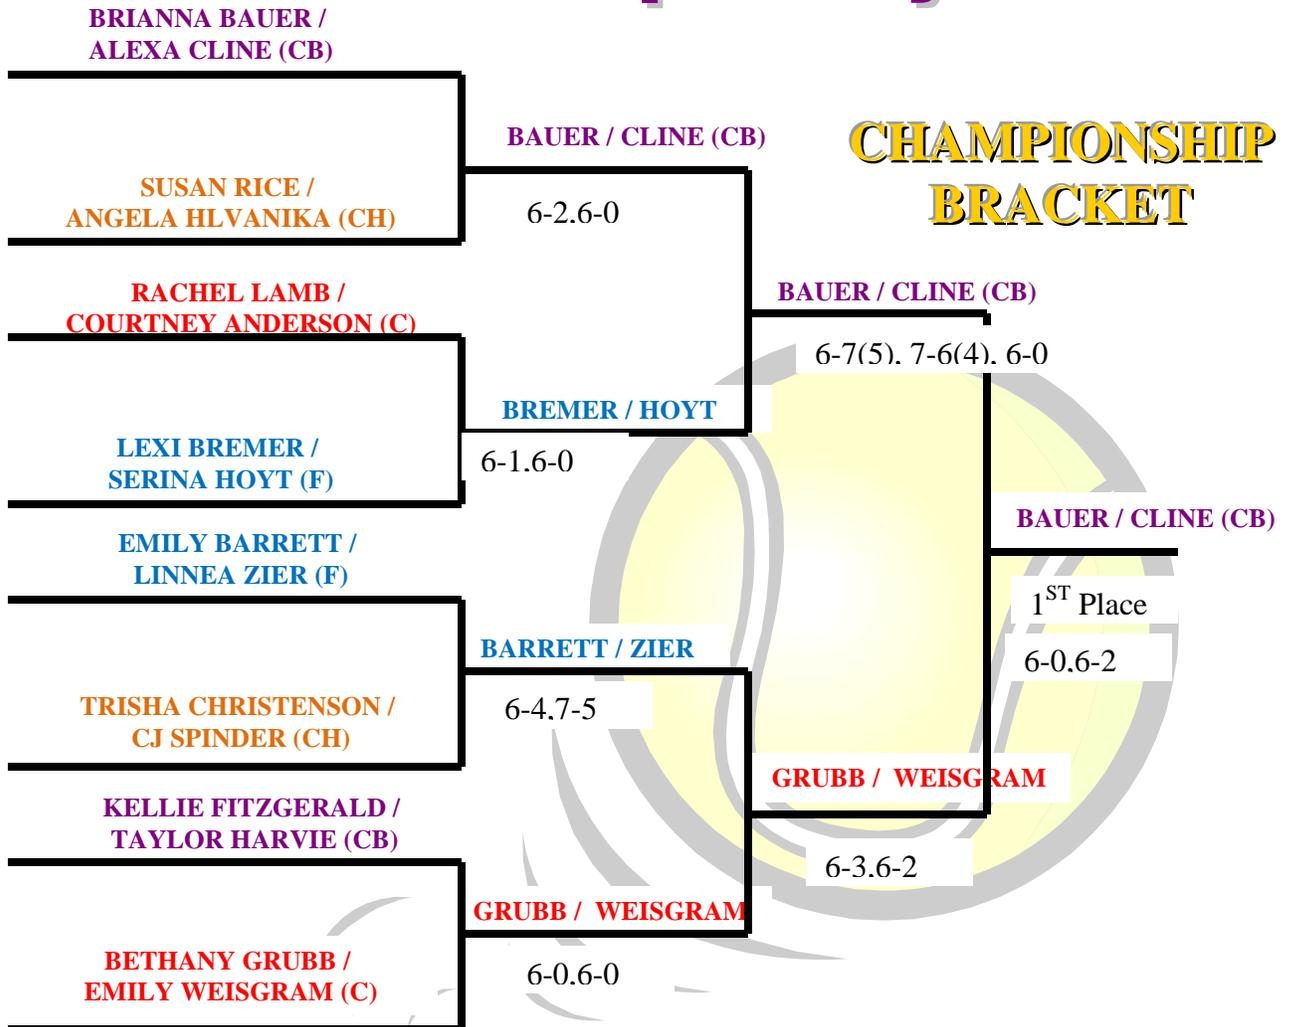 BRIANNA BAUER /
ALEXA CLINE (CB)
BAUER / CLINE (CB)
CHAMPIONSHIP
BRACKET
SUSAN RICE /
ANGELA HLVANIKA (CH)
6-2,6-0
RACHEL LAMB /
COURTNEY ANDERSON (C)
BAUER / CLINE (CB)
6-7(5), 7-6(4), 6-0
BREMER / HOYT
LEXI BREMER /
SERINA HOYT (F)
6-1,6-0
BAUER / CLINE (CB)
EMILY BARRETT /
LINNEA ZIER (F)
1ST Place
BARRETT / ZIER
6-0,6-2
TRISHA CHRISTENSON /
CJ SPINDER (CH)
6-4,7-5
GRUBB / WEISGRAM
KELLIE FITZGERALD /
TAYLOR HARVIE (CB)
6-3,6-2
GRUBB / WEISGRAM
BETHANY GRUBB /
EMILY WEISGRAM (C)
6-0,6-0